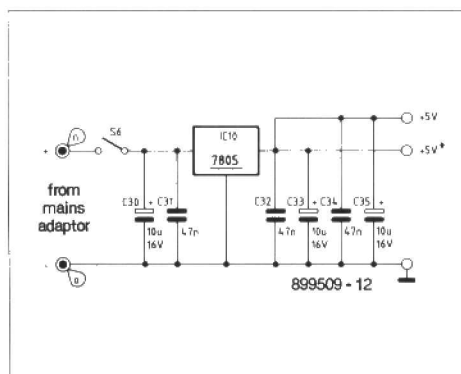 S6
IC10
7805
+5V
+5V*
+
from
mains
adaptor
-
C30
+
10u
16V
C31
47n
C32
47n
C33
+
10u
16V
C34
47n
C35
+
10u
16V
899509 - 12